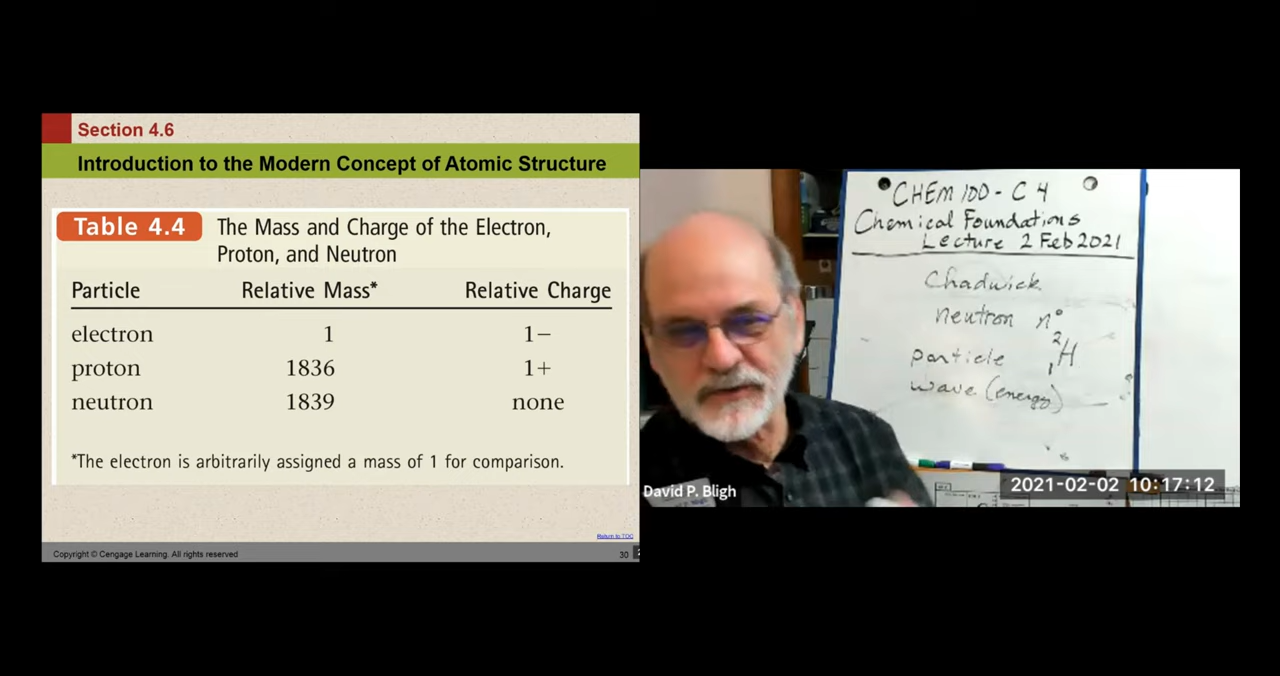 Section 4.6
Introduction to the Modern Concept of Atomic Structure
Table 4.4 The Mass and Charge of the Electron,
Proton, and Neutron
Particle Relative Mass* Relative Charge
electron 1 1−
proton 1836 1+
neutron 1839 none
*The electron is arbitrarily assigned a mass of 1 for comparison.
Return to TOC
Copyright © Cengage Learning. All rights reserved 30
CHEM 100 - C 4
Chemical Foundations
Lecture 2 Feb 2021
Chadwick
neutron n°
particle ²₁H
wave (energy)
David P. Bligh
2021-02-02 10:17:12